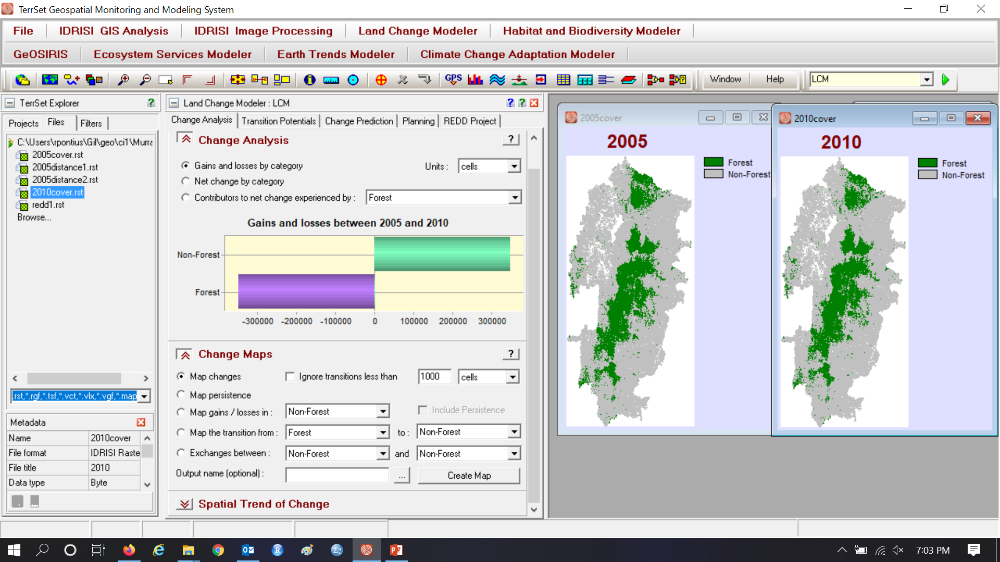 TerrSet Geospatial Monitoring and Modeling System
File
IDRISI GIS Analysis
IDRISI Image Processing
Land Change Modeler
Habitat and Biodiversity Modeler
GeOSIRIS
Ecosystem Services Modeler
Earth Trends Modeler
Climate Change Adaptation Modeler
GPS
Window
Help
LCM
TerrSet Explorer
?
Projects
Files
Filters
C:\Users\rpontius\Gil\geo\ci1\Murra
2005cover.rst
2005distance1.rst
2005distance2.rst
2010cover.rst
redd1.rst
Browse...
.rst,*.rgf,*.tsf,*.vct,*.vlx,*.vgf,*.map
Metadata
Name 2010cover
File format IDRISI Raste
File title 2010
Data type Byte
Land Change Modeler : LCM
? ?
Change Analysis
Transition Potentials
Change Prediction
Planning
REDD Project
Change Analysis
?
Gains and losses by category
Units :
cells
Net change by category
Contributors to net change experienced by :
Forest
Gains and losses between 2005 and 2010
Non-Forest
Forest
-300000 -200000 -100000 0 100000 200000 300000
Change Maps
?
Map changes
Ignore transitions less than
1000
cells
Map persistence
Map gains / losses in :
Non-Forest
Include Persistence
Map the transition from :
Forest
to :
Non-Forest
Exchanges between :
Non-Forest
and
Non-Forest
Output name (optional) :
...
Create Map
Spatial Trend of Change
2005cover
2005
Forest
Non-Forest
2010cover
2010
Forest
Non-Forest
7:03 PM